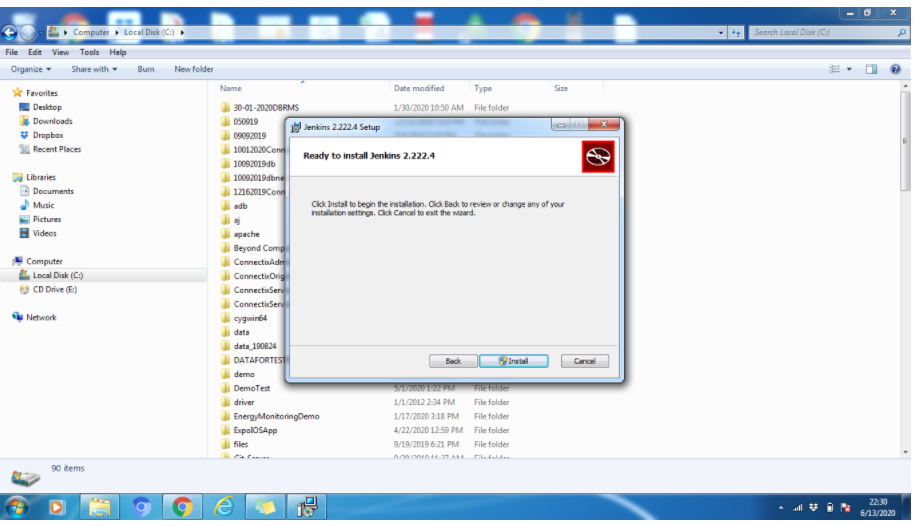 Computer ▸ Local Disk (C:) ▸
Search Local Disk (C:)
File Edit View Tools Help
Organize Share with Burn New folder
Name Date modified Type Size
Favorites
Desktop
Downloads
Dropbox
Recent Places
Libraries
Documents
Music
Pictures
Videos
Computer
Local Disk (C:)
CD Drive (E:)
Network
30-01-2020DBRMS 1/30/2020 10:50 AM File folder
050919
09092019
10012020Conn
10092019db
10092019dbne
12162019Conn
adb
aj
apache
Beyond Comp
ConnectixAdm
ConnectixOrig
ConnectixServ
ConnectixServ
cygwin64
data
data_190824
DATAFORTEST
demo
DemoTest 5/1/2020 1:22 PM File folder
driver 1/1/2012 2:34 PM File folder
EnergyMonitoringDemo 1/17/2020 3:18 PM File folder
ExpoIOSApp 4/22/2020 12:59 PM File folder
files 9/19/2019 6:21 PM File folder
Jenkins 2.222.4 Setup
Ready to install Jenkins 2.222.4
Click Install to begin the installation. Click Back to review or change any of your
installation settings. Click Cancel to exit the wizard.
Back Install Cancel
90 items
22:30
6/13/2020